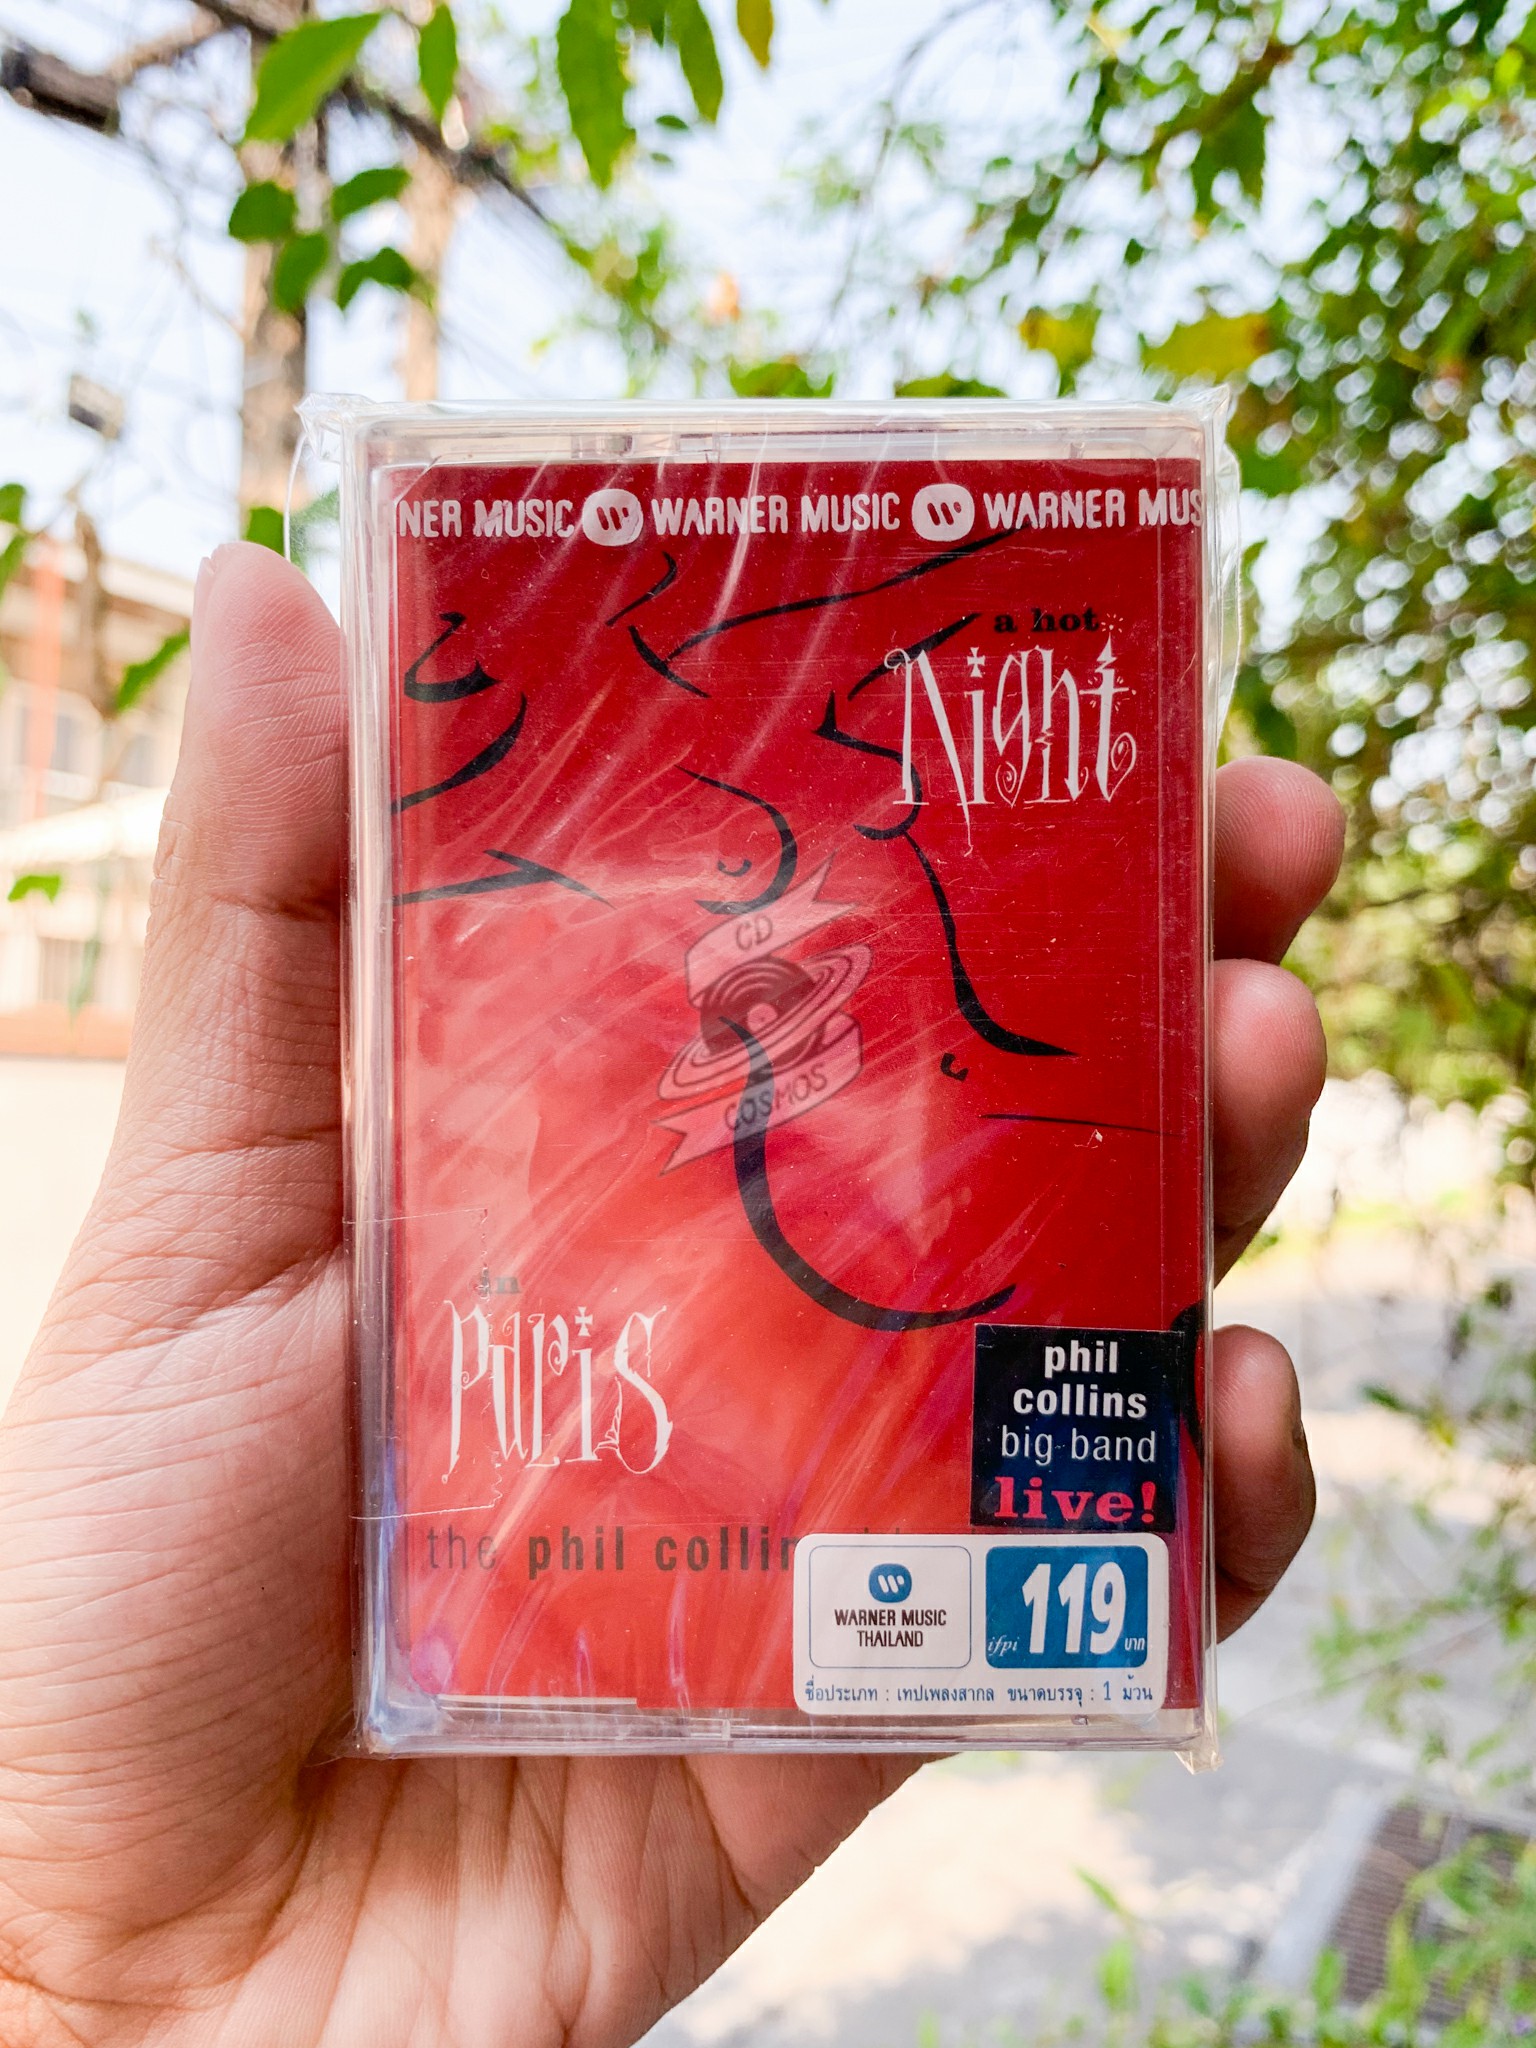 NER MUSIC WARNER MUSIC WARNER MUS
a hot
Night
CD
COSMOS
in
Paris
phil
collins
big band
live!
the phil collin
WARNER MUSIC
THAILAND
ifpi 119 บาท
ชื่อประเภท : เทปเพลงสากล ขนาดบรรจุ : 1 ม้วน